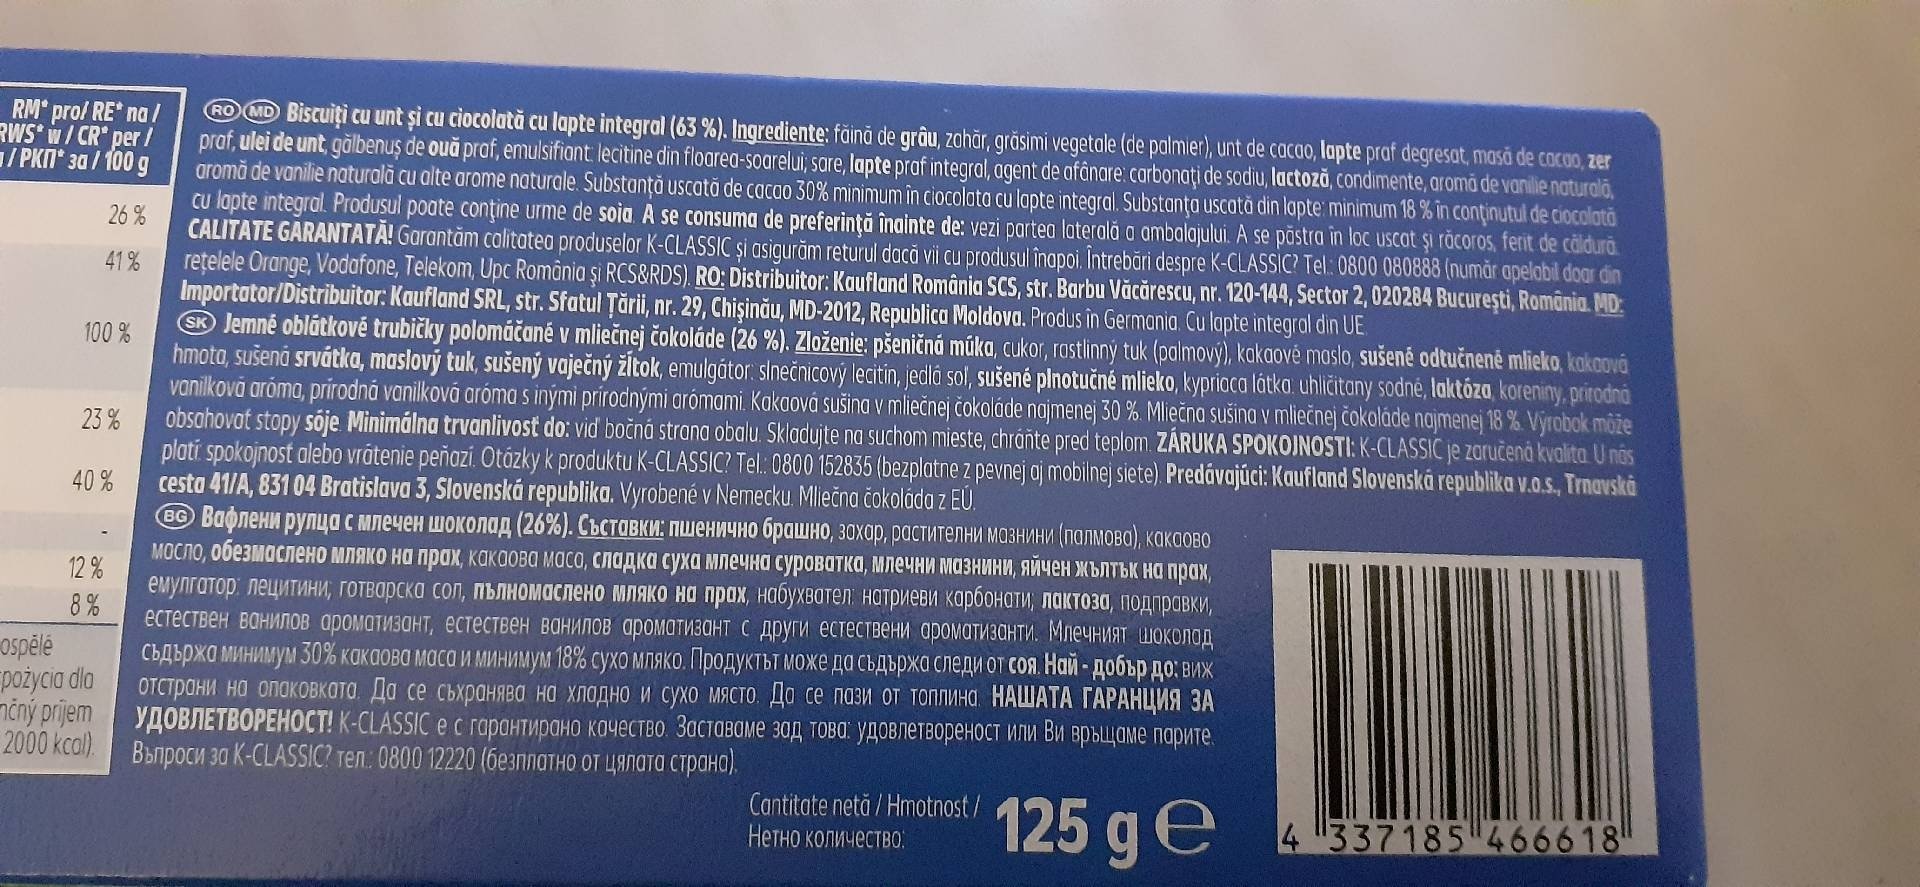 RM* pro/ RE* na /
RWS* w / CR* per /
/ РКП* за / 100 g
26 %
41 %
100 %
23 %
40 %
-
12 %
8 %
ospělé
spożycia dla
nčný príjem
2000 kcal).
RO MD Biscuiți cu unt și cu ciocolată cu lapte integral (63 %). Ingrediente: făină de grâu, zahăr, grăsimi vegetale (de palmier), unt de cacao, lapte praf degresat, masă de cacao, zer
praf, ulei de unt, gălbenuș de ouă praf, emulsifiant: lecitine din floarea-soarelui; sare, lapte praf integral, agent de afânare: carbonați de sodiu, lactoză, condimente, aromă de vanilie naturală,
aromă de vanilie naturală cu alte arome naturale. Substanță uscată de cacao 30% minimum în ciocolata cu lapte integral. Substanța uscată din lapte: minimum 18 % în conținutul de ciocolată
cu lapte integral. Produsul poate conține urme de soia. A se consuma de preferință înainte de: vezi partea laterală a ambalajului. A se păstra în loc uscat și răcoros, ferit de căldură.
CALITATE GARANTATĂ! Garantăm calitatea produselor K-CLASSIC și asigurăm returul dacă vii cu produsul înapoi. Întrebări despre K-CLASSIC? Tel.: 0800 080888 (număr apelabil doar din
rețelele Orange, Vodafone, Telekom, Upc România și RCS&RDS). RO: Distribuitor: Kaufland România SCS, str. Barbu Văcărescu, nr. 120-144, Sector 2, 020284 București, România. MD:
Importator/Distribuitor: Kaufland SRL, str. Sfatul Țării, nr. 29, Chișinău, MD-2012, Republica Moldova. Produs în Germania. Cu lapte integral din UE.
SK Jemné oblátkové trubičky polomáčané v mliečnej čokoláde (26 %). Zloženie: pšeničná múka, cukor, rastlinný tuk (palmový), kakaové maslo, sušené odtučnené mlieko, kakaová
hmota, sušená srvátka, maslový tuk, sušený vaječný žĺtok, emulgátor: slnečnicový lecitín, jedlá soľ, sušené plnotučné mlieko, kypriaca látka: uhličitany sodné, laktóza, koreniny, prírodná
vanilková aróma, prírodná vanilková aróma s inými prírodnými arómami. Kakaová sušina v mliečnej čokoláde najmenej 30 %. Mliečna sušina v mliečnej čokoláde najmenej 18 %. Výrobok môže
obsahovať stopy sóje. Minimálna trvanlivosť do: viď bočná strana obalu. Skladujte na suchom mieste, chráňte pred teplom. ZÁRUKA SPOKOJNOSTI: K-CLASSIC je zaručená kvalita. U nás
platí: spokojnosť alebo vrátenie peňazí. Otázky k produktu K-CLASSIC? Tel.: 0800 152835 (bezplatne z pevnej aj mobilnej siete). Predávajúci: Kaufland Slovenská republika v.o.s., Trnavská
cesta 41/A, 831 04 Bratislava 3, Slovenská republika. Vyrobené v Nemecku. Mliečna čokoláda z EÚ.
BG Вафлени рулца с млечен шоколад (26%). Съставки: пшенично брашно, захар, растителни мазнини (палмова), какаово
масло, обезмаслено мляко на прах, какаова маса, сладка суха млечна суроватка, млечни мазнини, яйчен жълтък на прах,
емулгатор: лецитини; готварска сол, пълномаслено мляко на прах, набухвател: натриеви карбонати; лактоза, подправки,
естествен ванилов ароматизант, естествен ванилов ароматизант с други естествени ароматизанти. Млечният шоколад
съдържа минимум 30% какаова маса и минимум 18% сухо мляко. Продуктът може да съдържа следи от соя. Най - добър до: виж
отстрани на опаковката. Да се съхранява на хладно и сухо място. Да се пази от топлина. НАШАТА ГАРАНЦИЯ ЗА
УДОВЛЕТВОРЕНОСТ! K-CLASSIC е с гарантирано качество. Заставаме зад това: удовлетвореност или Ви връщаме парите.
Въпроси за K-CLASSIC? тел.: 0800 12220 (безплатно от цялата страна).
Cantitate netă / Hmotnosť /
Нетно количество:
125 g e
4 337185 466618